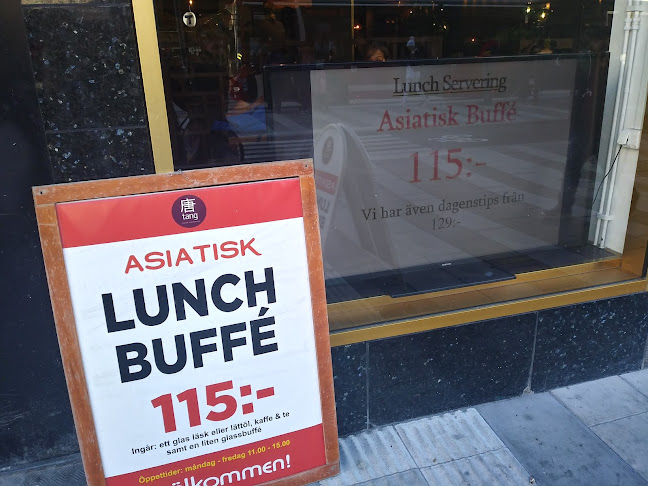 唐
tang
ASIATISK
LUNCH
BUFFÉ
115:-
Ingår: ett glas läsk eller lättöl, kaffe & te
samt en liten glassbuffé
Öppettider: måndag - fredag 11.00 - 15.00
Välkommen!
Lunch Servering
Asiatisk Buffé
115:-
Vi har även dagenstips från
129:-